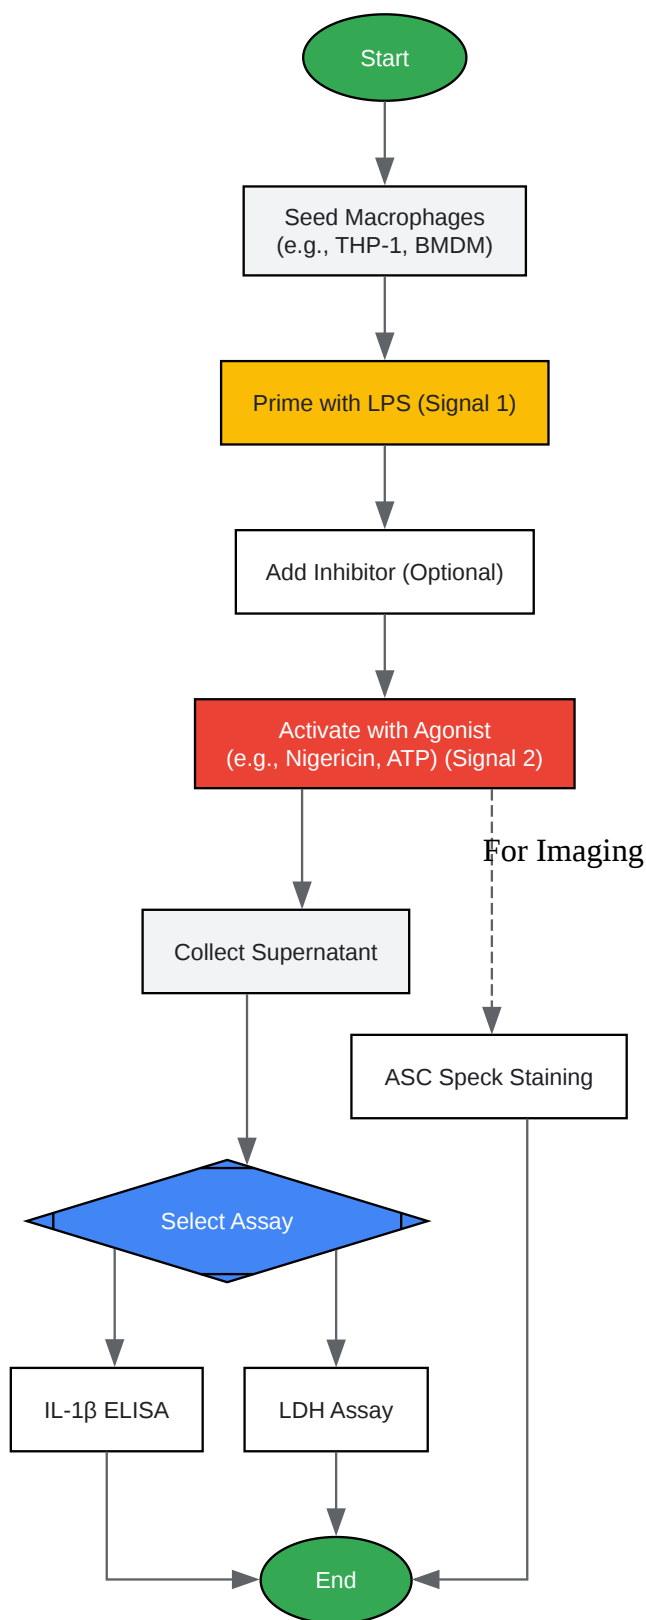 Start
Seed Macrophages
(e.g., THP-1, BMDM)
Prime with LPS (Signal 1)
Add Inhibitor (Optional)
Activate with Agonist
(e.g., Nigericin, ATP) (Signal 2)
For Imaging
Collect Supernatant
ASC Speck Staining
Select Assay
IL-1β ELISA
LDH Assay
End